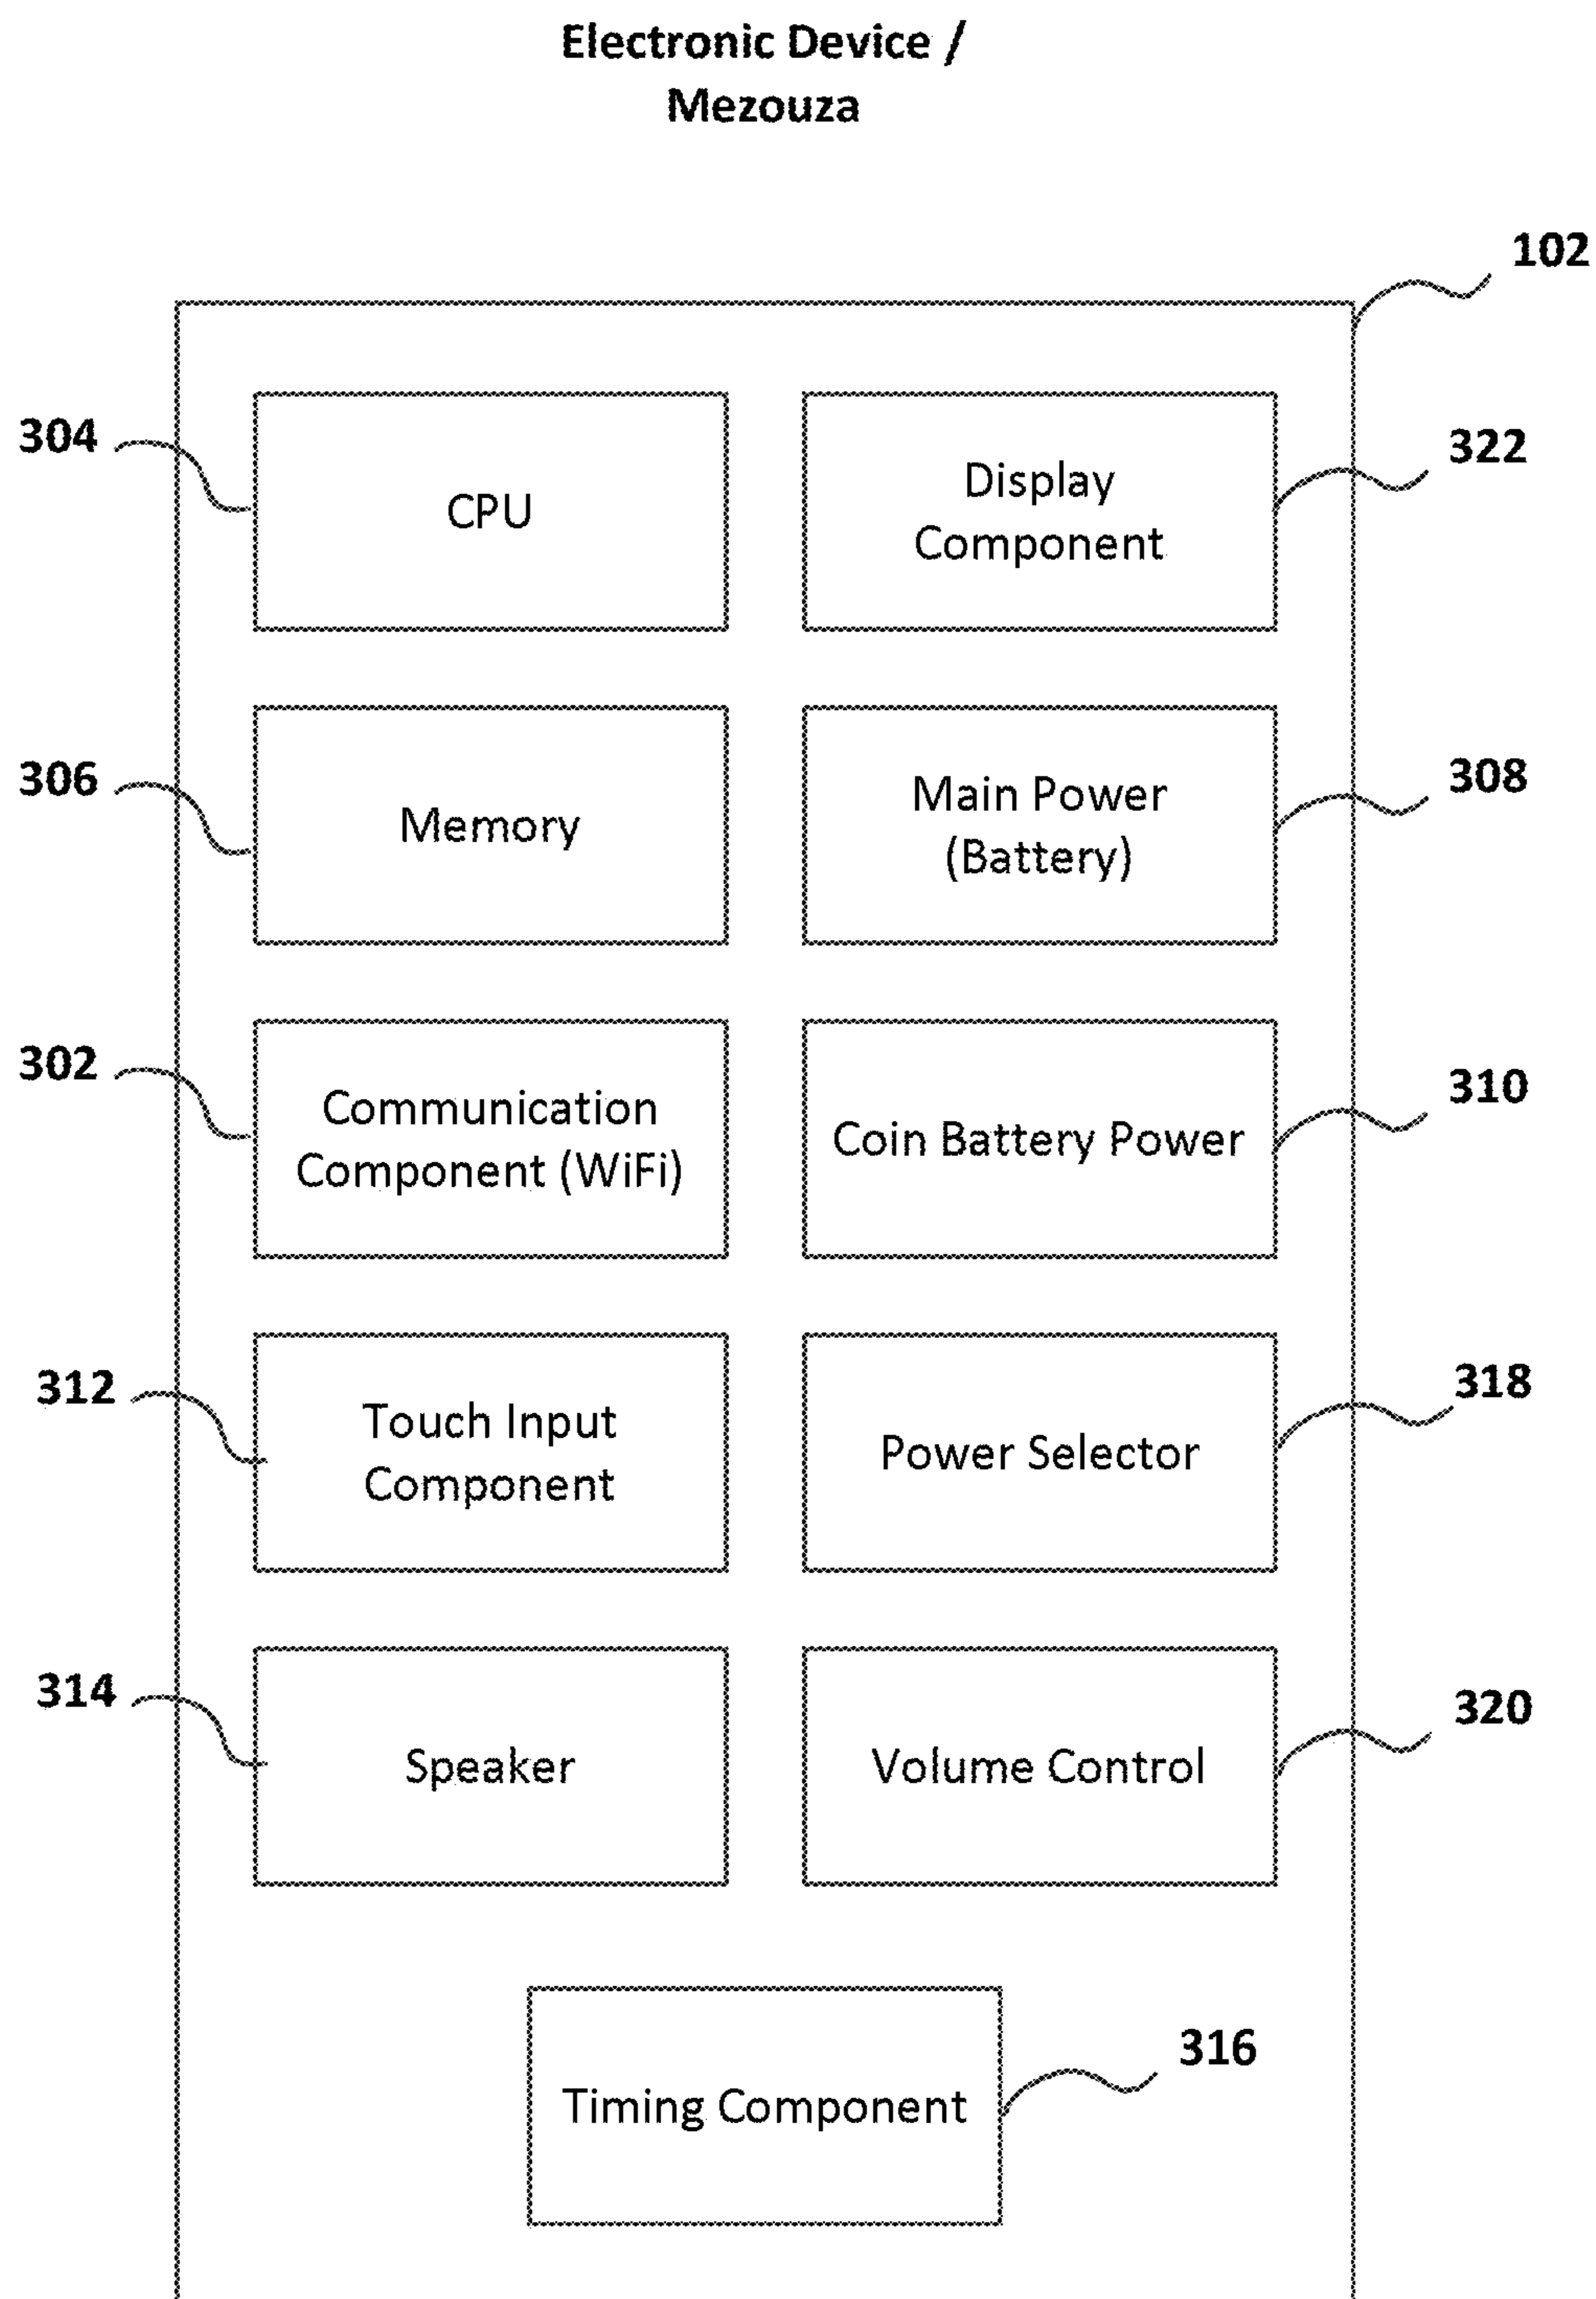 Electronic Device /
Mezouza
102
304
CPU
Display
Component
322
306
Memory
Main Power
(Battery)
308
302
Communication
Component (WiFi)
Coin Battery Power
310
312
Touch Input
Component
Power Selector
318
314
Speaker
Volume Control
320
Timing Component
316